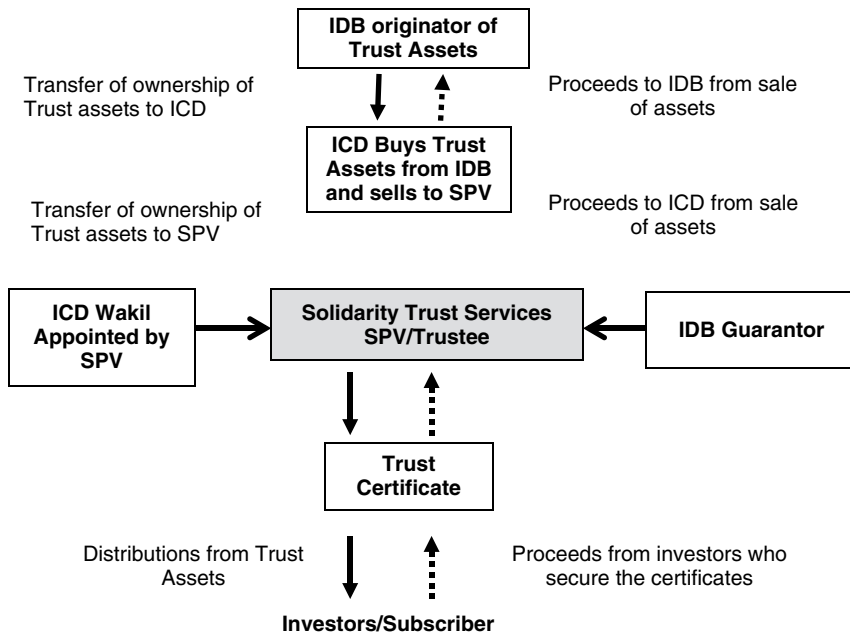 IDB originator of
Trust Assets
Transfer of ownership of
Trust assets to ICD
Proceeds to IDB from sale
of assets
ICD Buys Trust
Assets from IDB
and sells to SPV
Transfer of ownership of
Trust assets to SPV
Proceeds to ICD from sale
of assets
ICD Wakil
Appointed by
SPV
Solidarity Trust Services
SPV/Trustee
IDB Guarantor
Trust
Certificate
Distributions from Trust
Assets
Proceeds from investors who
secure the certificates
Investors/Subscriber